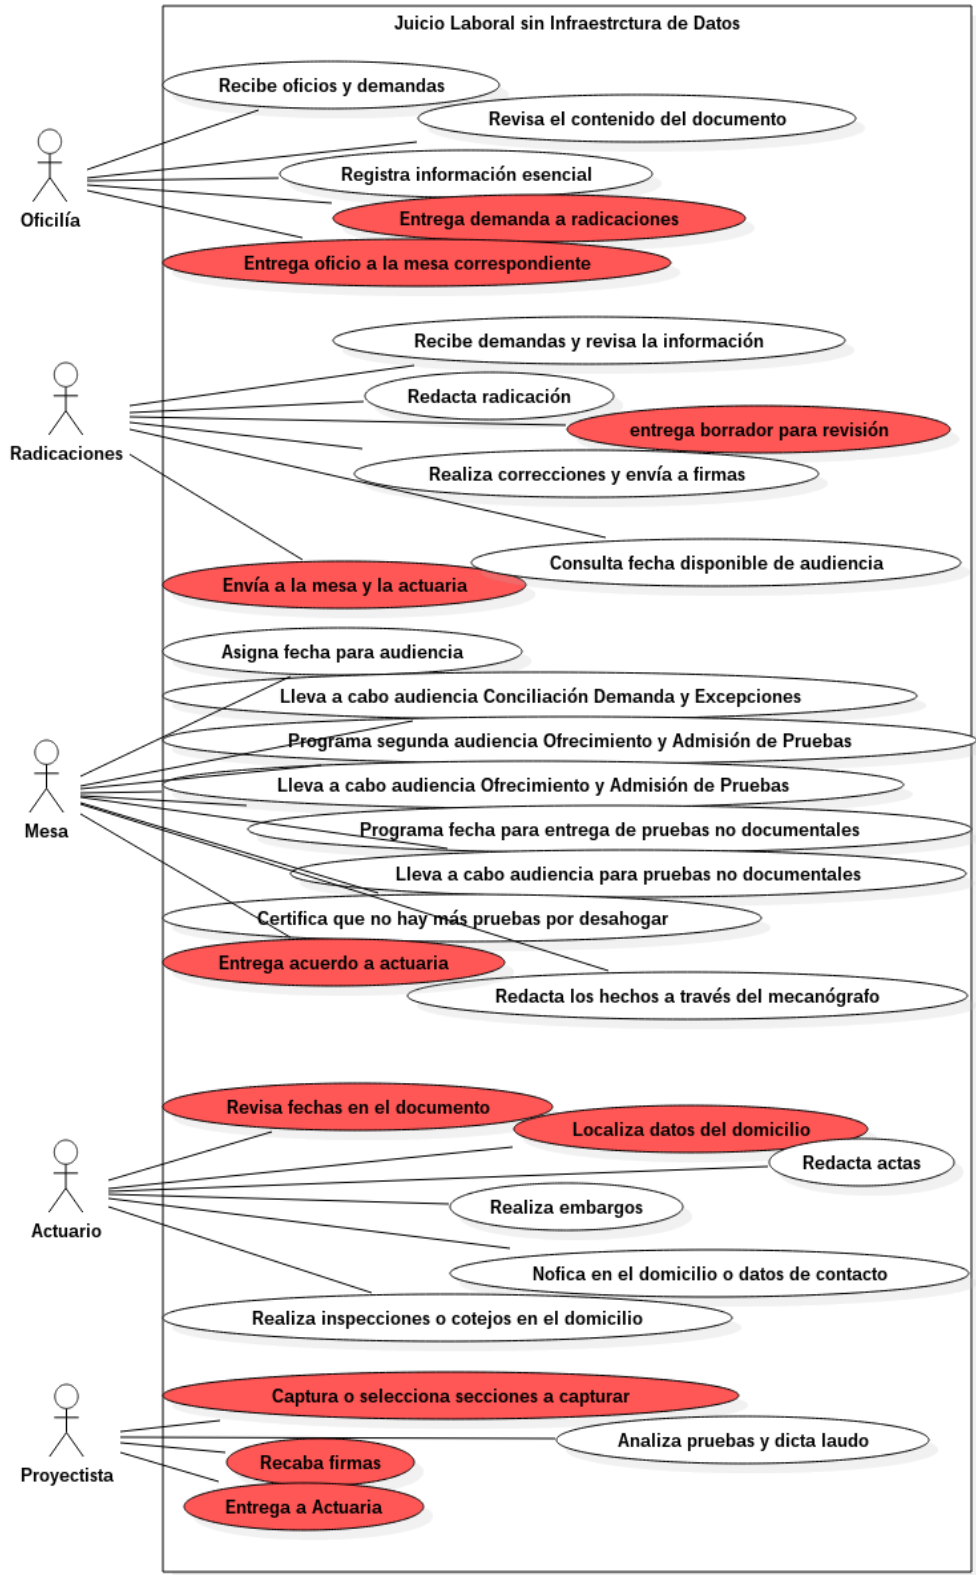 Juicio Laboral sin Infraestrctura de Datos
Recibe oficios y demandas
Revisa el contenido del documento
Registra información esencial
Entrega demanda a radicaciones
Oficilía
Entrega oficio a la mesa correspondiente
Recibe demandas y revisa la información
Redacta radicación
entrega borrador para revisión
Radicaciones
Realiza correcciones y envía a firmas
Consulta fecha disponible de audiencia
Envía a la mesa y la actuaria
Asigna fecha para audiencia
Lleva a cabo audiencia Conciliación Demanda y Excepciones
Programa segunda audiencia Ofrecimiento y Admisión de Pruebas
Lleva a cabo audiencia Ofrecimiento y Admisión de Pruebas
Mesa
Programa fecha para entrega de pruebas no documentales
Lleva a cabo audiencia para pruebas no documentales
Certifica que no hay más pruebas por desahogar
Entrega acuerdo a actuaria
Redacta los hechos a través del mecanógrafo
Revisa fechas en el documento
Localiza datos del domicilio
Redacta actas
Realiza embargos
Actuario
Nofica en el domicilio o datos de contacto
Realiza inspecciones o cotejos en el domicilio
Captura o selecciona secciones a capturar
Analiza pruebas y dicta laudo
Recaba firmas
Proyectista
Entrega a Actuaria